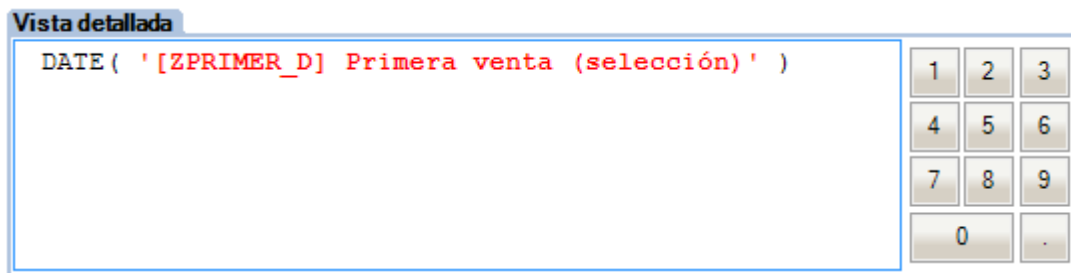 Vista detallada
DATE( '[ZPRIMER_D] Primera venta (selección)' )
1 2 3
4 5 6
7 8 9
0 .